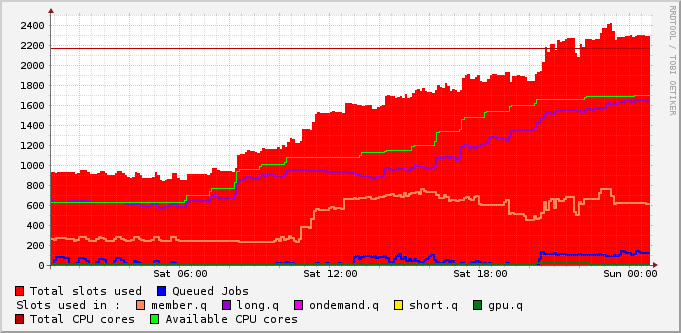 2400
2200
2000
1800
1600
1400
1200
1000
800
600
400
200
0
Sat 06:00 Sat 12:00 Sat 18:00 Sun 00:00
RRDTOOL / TOBI OETIKER
Total slots used Queued Jobs
Slots used in : member.q long.q ondemand.q short.q gpu.q
Total CPU cores Available CPU cores